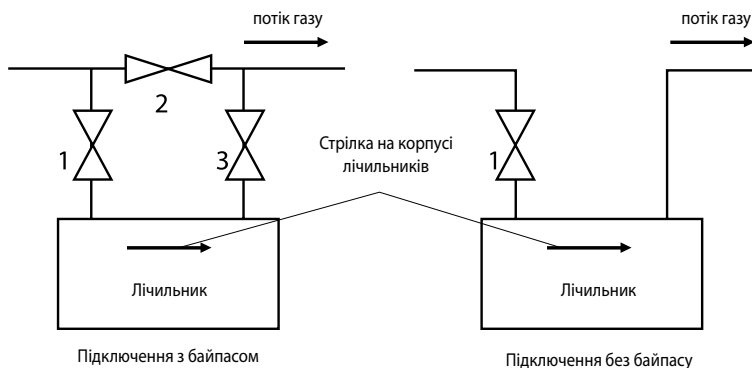 потік газу
потік газу
2
1
3
1
Стрілка на корпусі
лічильників
Лічильник
Лічильник
Підключення з байпасом
Підключення без байпасу